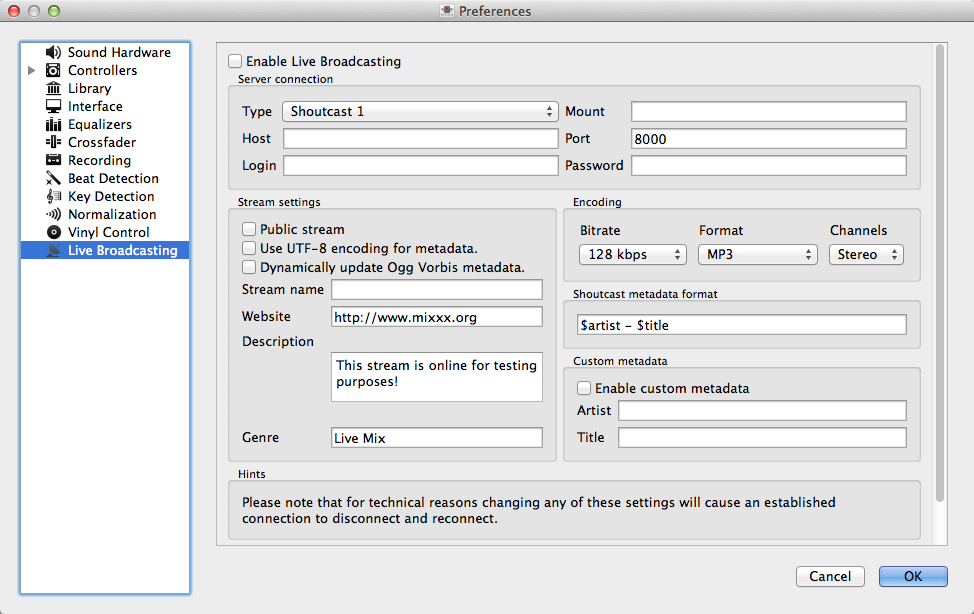 Preferences
Sound Hardware
Controllers
Library
Interface
Equalizers
Crossfader
Recording
Beat Detection
Key Detection
Normalization
Vinyl Control
Live Broadcasting
Enable Live Broadcasting
Server connection
Type Shoutcast 1 Mount
Host Port 8000
Login Password
Stream settings
Public stream
Use UTF-8 encoding for metadata.
Dynamically update Ogg Vorbis metadata.
Stream name
Website http://www.mixxx.org
Description
This stream is online for testing
purposes!
Genre Live Mix
Encoding
Bitrate Format Channels
128 kbps MP3 Stereo
Shoutcast metadata format
$artist - $title
Custom metadata
Enable custom metadata
Artist
Title
Hints
Please note that for technical reasons changing any of these settings will cause an established
connection to disconnect and reconnect.
Cancel OK